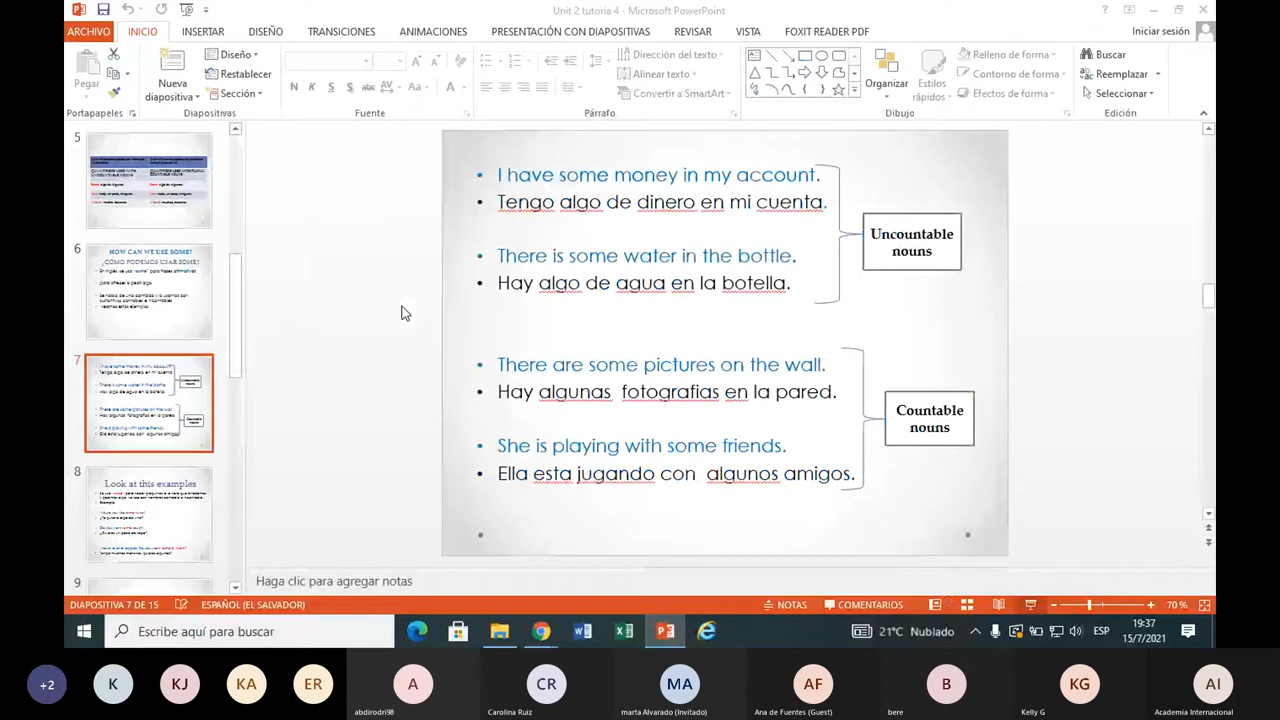 Unit 2 tutoria 4 - Microsoft PowerPoint
ARCHIVO INICIO INSERTAR DISEÑO TRANSICIONES ANIMACIONES PRESENTACIÓN CON DIAPOSITIVAS REVISAR VISTA FOXIT READER PDF Iniciar sesión
Pegar
Nueva diapositiva
Diseño
Restablecer
Sección
N K S S abc AV Aa A
Dirección del texto
Alinear texto
Convertir a SmartArt
Organizar
Estilos rápidos
Relleno de forma
Contorno de forma
Efectos de forma
Buscar
Reemplazar
Seleccionar
Portapapeles Diapositivas Fuente Párrafo Dibujo Edición
5
6
HOW CAN WE USE SOME?
¿CÓMO PODEMOS USAR SOME?
7
8
Look at this examples
9
• I have some money in my account.
• Tengo algo de dinero en mi cuenta.
• There is some water in the bottle.
• Hay algo de agua en la botella.
Uncountable nouns
• There are some pictures on the wall.
• Hay algunas fotografias en la pared.
• She is playing with some friends.
• Ella esta jugando con algunos amigos.
Countable nouns
Haga clic para agregar notas
DIAPOSITIVA 7 DE 15 ESPAÑOL (EL SALVADOR) NOTAS COMENTARIOS 70 %
Escribe aquí para buscar
21°C Nublado ESP
19:37
15/7/2021
+2 K KJ KA ER A CR MA AF B KG AI
abdirodri98 Carolina Ruiz marta Alvarado (Invitado) Ana de Fuentes (Guest) bere Kelly G Academia Internacional